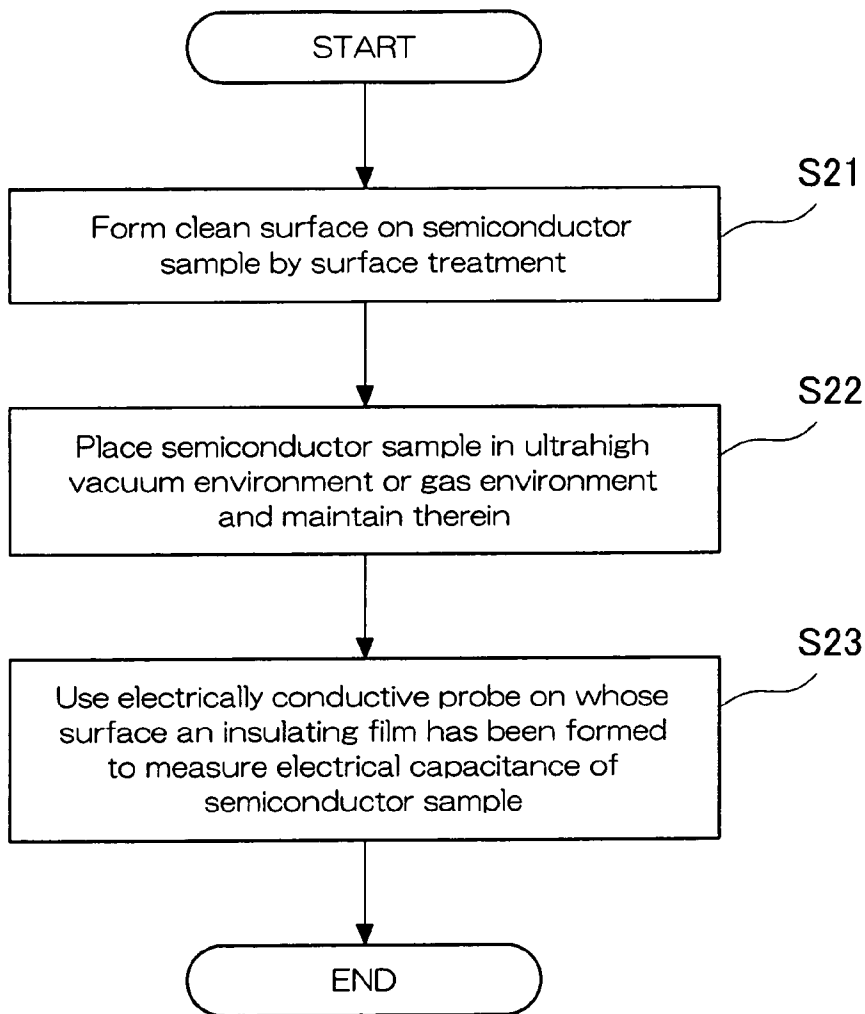 START
S21
Form clean surface on semiconductor
sample by surface treatment
S22
Place semiconductor sample in ultrahigh
vacuum environment or gas environment
and maintain therein
S23
Use electrically conductive probe on whose
surface an insulating film has been formed
to measure electrical capacitance of
semiconductor sample
END